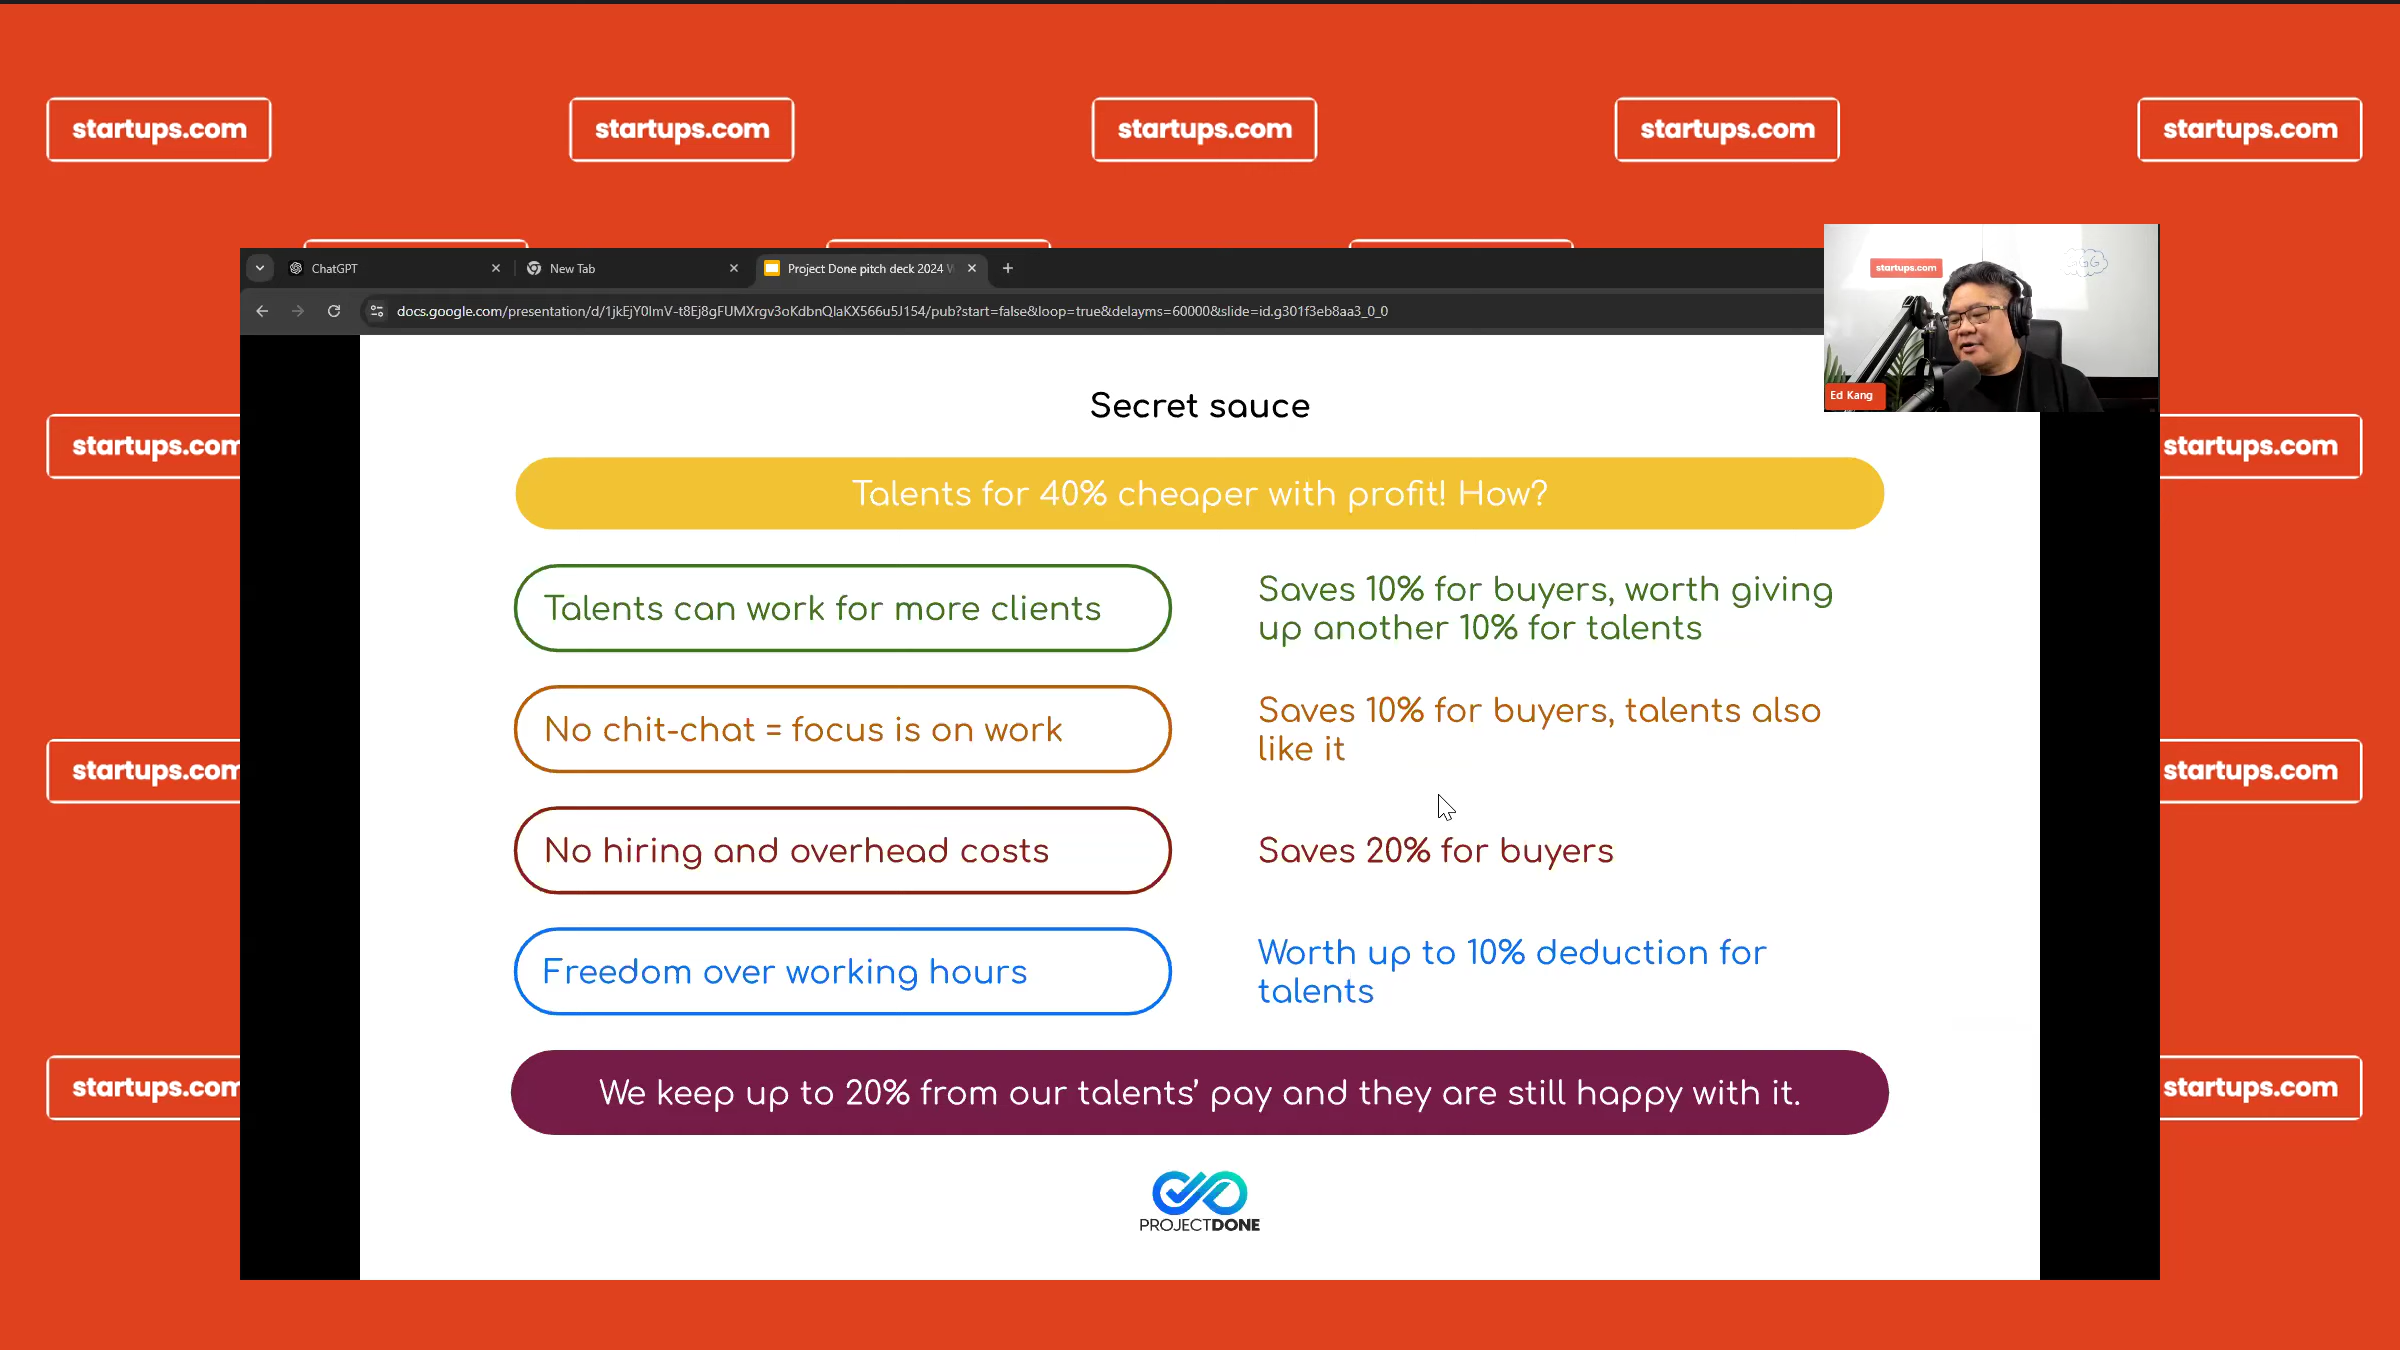 startups.com startups.com startups.com startups.com startups.com
ChatGPT
New Tab
Project Done pitch deck 2024
docs.google.com/presentation/d/1jkEjY0lmV-t8Ej8gFUMXrgv3oKdbnQlaKX566u5J154/pub?start=false&loop=true&delayms=60000&slide=id.g301f3eb8aa3_0_0
startups.com
Ed Kang
Secret sauce
startups.com startups.com
Talents for 40% cheaper with profit! How?
Talents can work for more clients
Saves 10% for buyers, worth giving
up another 10% for talents
No chit-chat = focus is on work
Saves 10% for buyers, talents also
like it
startups.com startups.com
No hiring and overhead costs
Saves 20% for buyers
Freedom over working hours
Worth up to 10% deduction for
talents
We keep up to 20% from our talents’ pay and they are still happy with it.
startups.com startups.com
PROJECTDONE